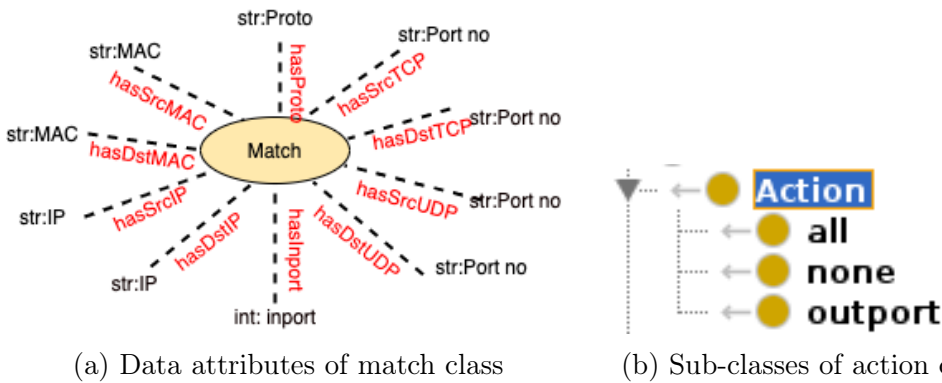 str:Proto
str:MAC
str:Port no
hasSrcMAC
hasProto
hasSrcTCP
str:MAC
str:Port no
hasDstMAC
Match
hasDstTCP
str:IP
hasSrcIP
hasSrcUDP
str:Port no
hasDstIP
hasInport
hasDstUDP
str:IP
str:Port no
int: inport
(a) Data attributes of match class
Action
all
none
outport
(b) Sub-classes of action